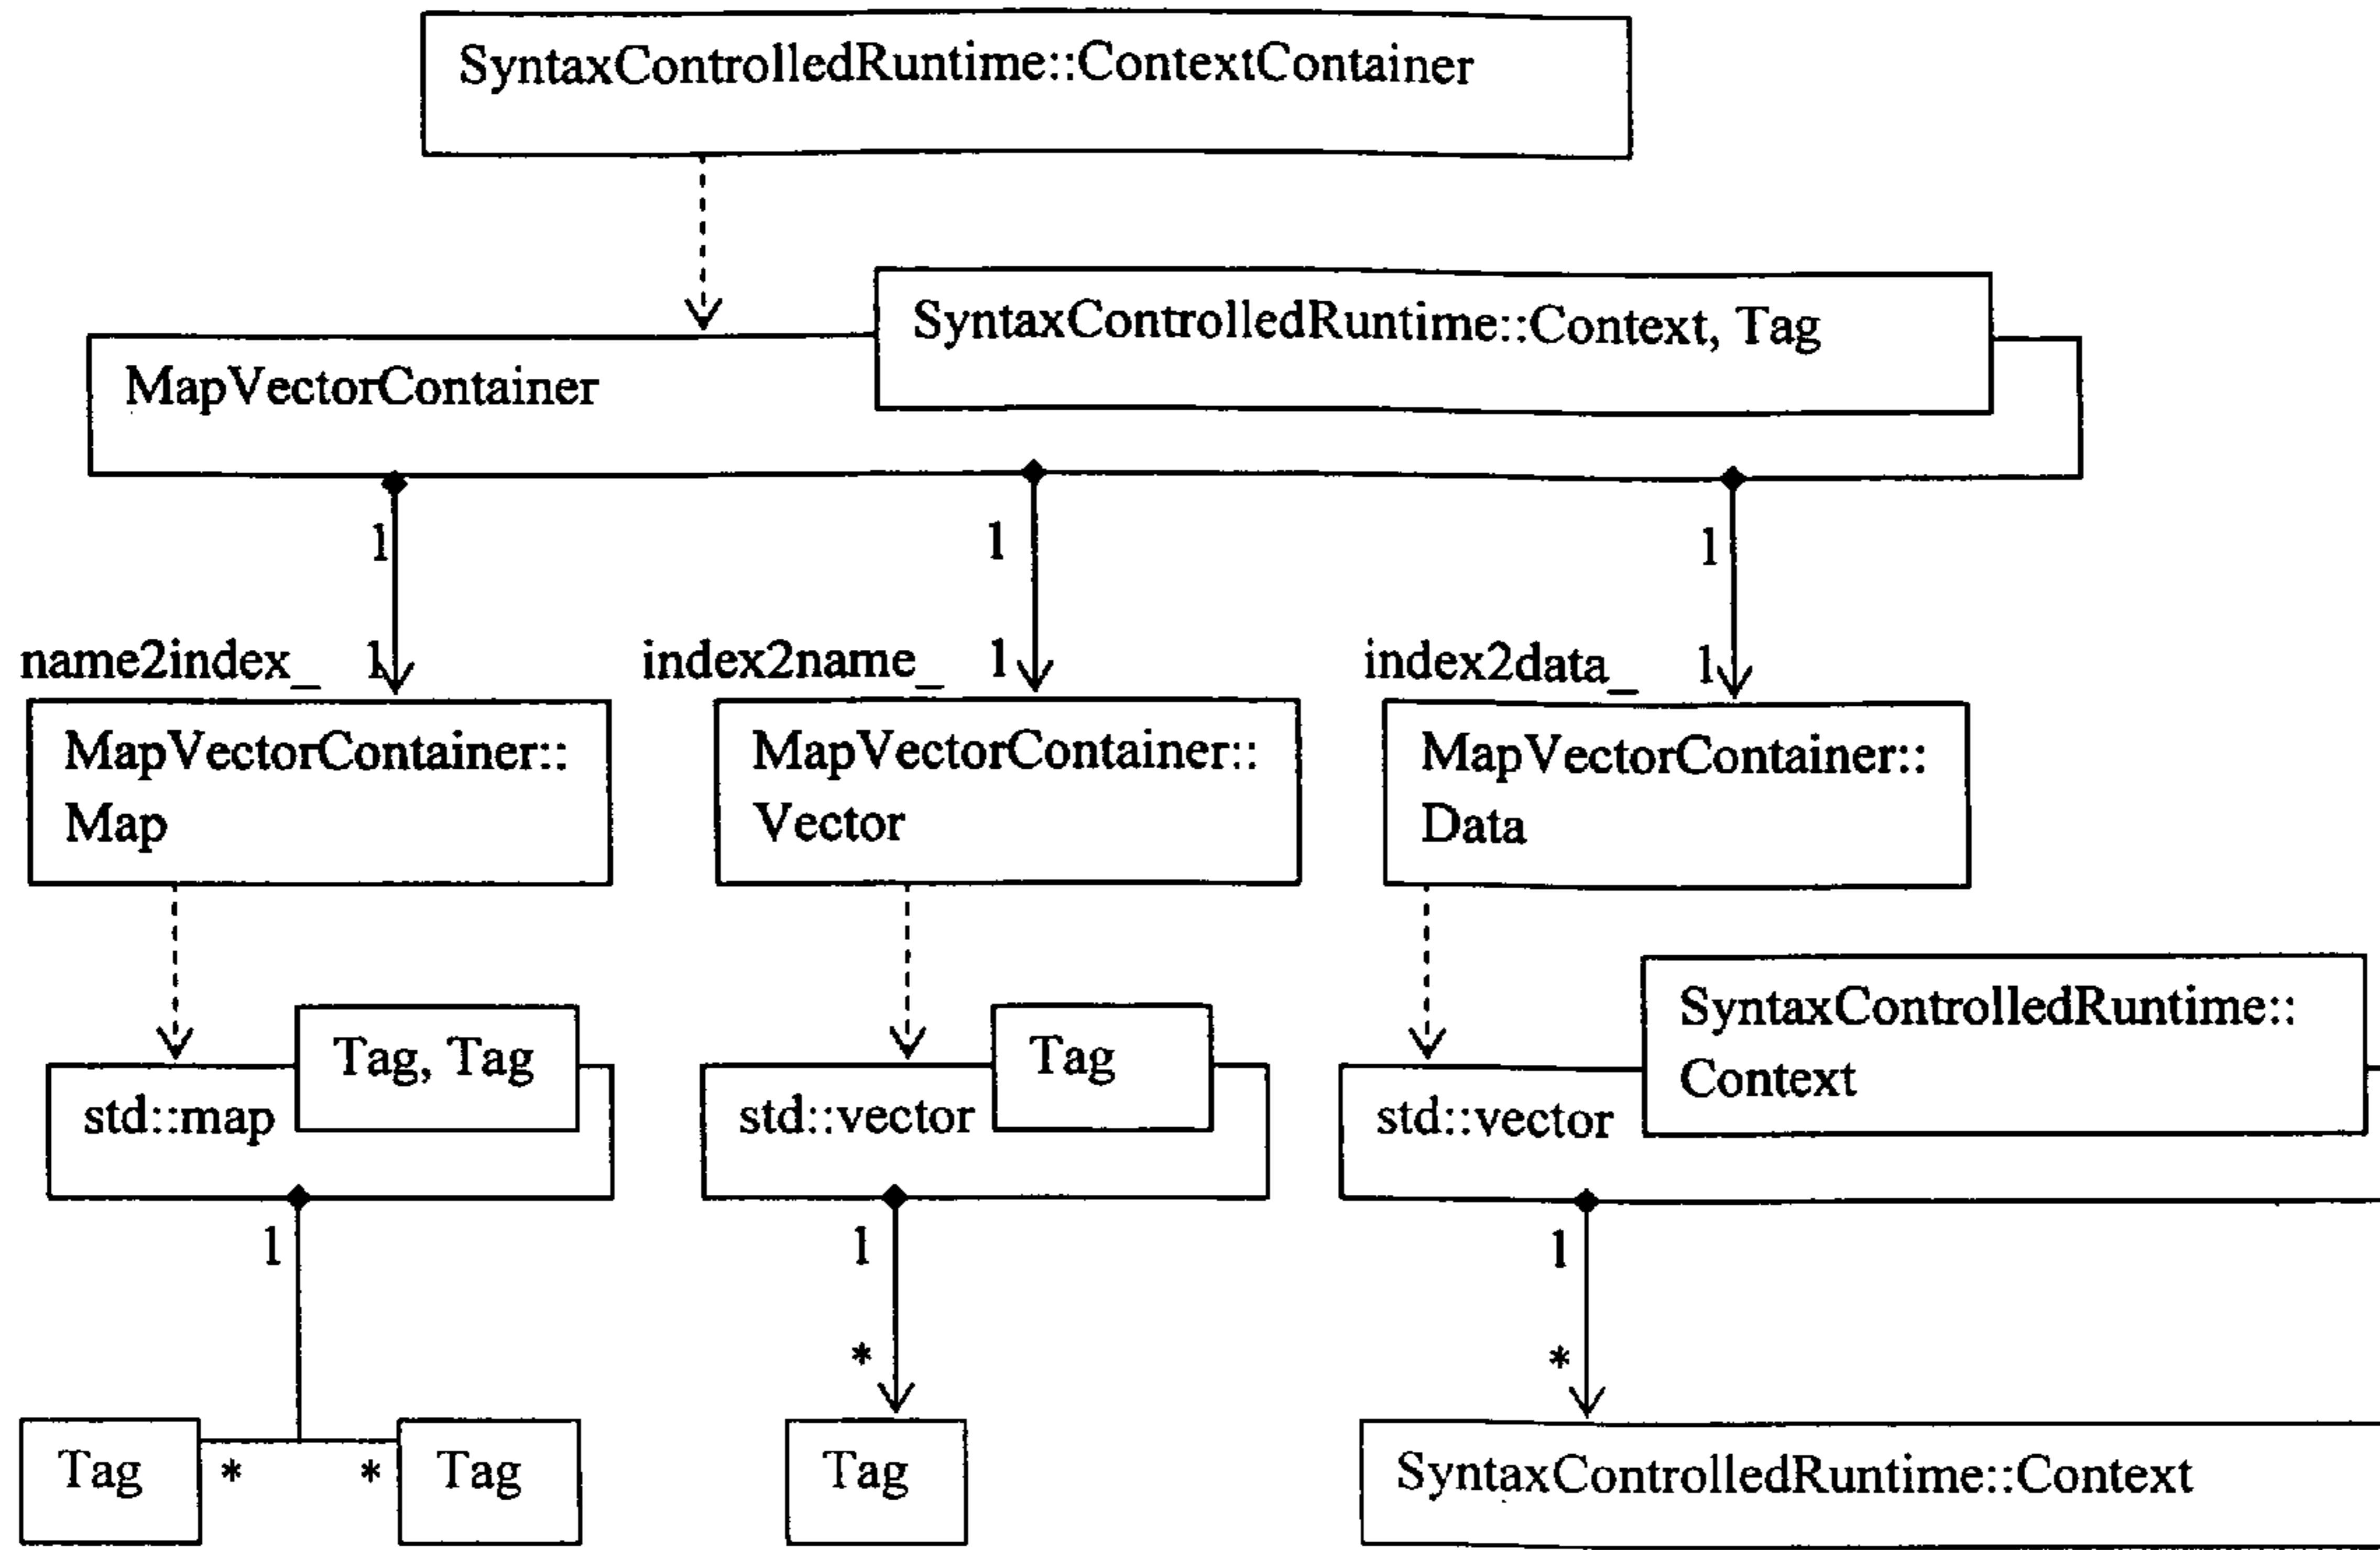 SyntaxControlledRuntime::ContextContainer
SyntaxControlledRuntime::Context, Tag
MapVectorContainer
1
1
1
name2index_
1
index2name_
1
index2data_
1
MapVectorContainer::
Map
MapVectorContainer::
Vector
MapVectorContainer::
Data
Tag, Tag
std::map
Tag
std::vector
SyntaxControlledRuntime::
Context
std::vector
1
1
1
*
*
Tag
*
*
Tag
Tag
SyntaxControlledRuntime::Context